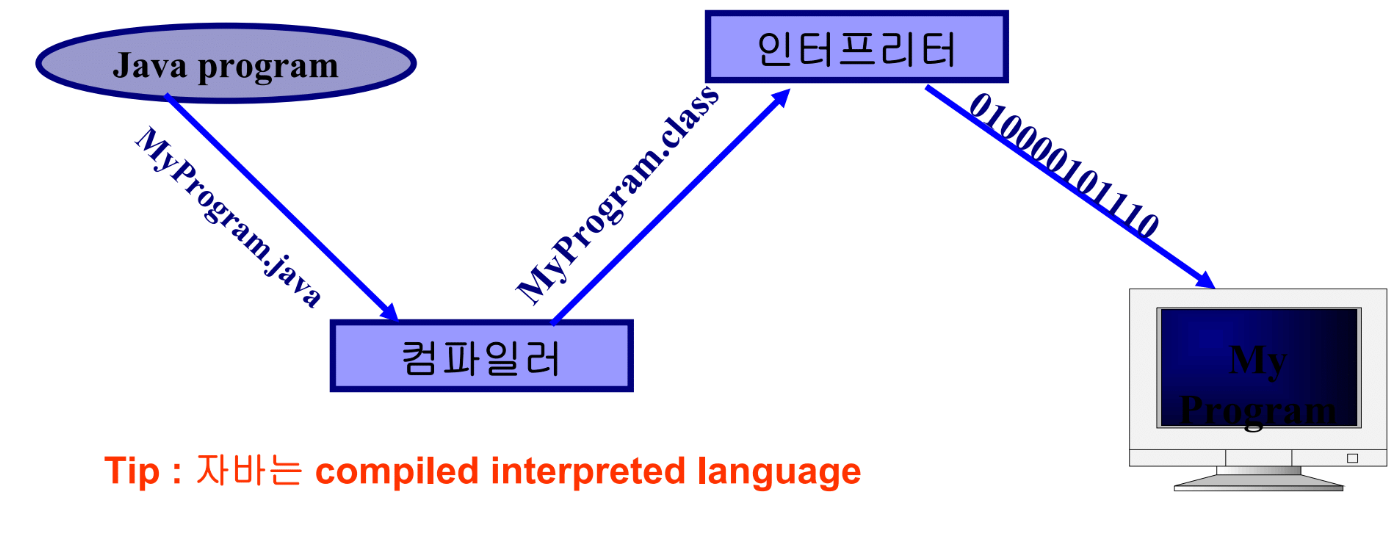 Java program
MyProgram.java
컴파일러
MyProgram.class
인터프리터
010000101110
My
Program
Tip : 자바는 compiled interpreted language